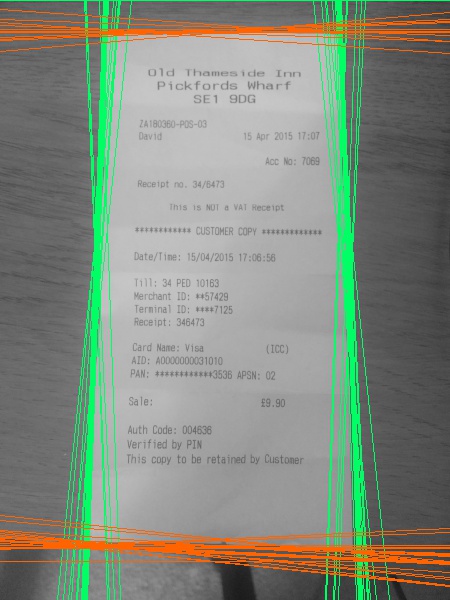 Old Thameside Inn
Pickfords Wharf
SE1 9DG
ZA180360-POS-03
David 15 Apr 2015 17:07
Acc No: 7069
Receipt no. 34/6473
This is NOT a VAT Receipt
************ CUSTOMER COPY *************
Date/Time: 15/04/2015 17:06:56
Till: 34 PED 10163
Merchant ID: **57429
Terminal ID: ****7125
Receipt: 346473
Card Name: Visa (ICC)
AID: A0000000031010
PAN: ************3536 APSN: 02
Sale: £9.90
Auth Code: 004636
Verified by PIN
This copy to be retained by Customer